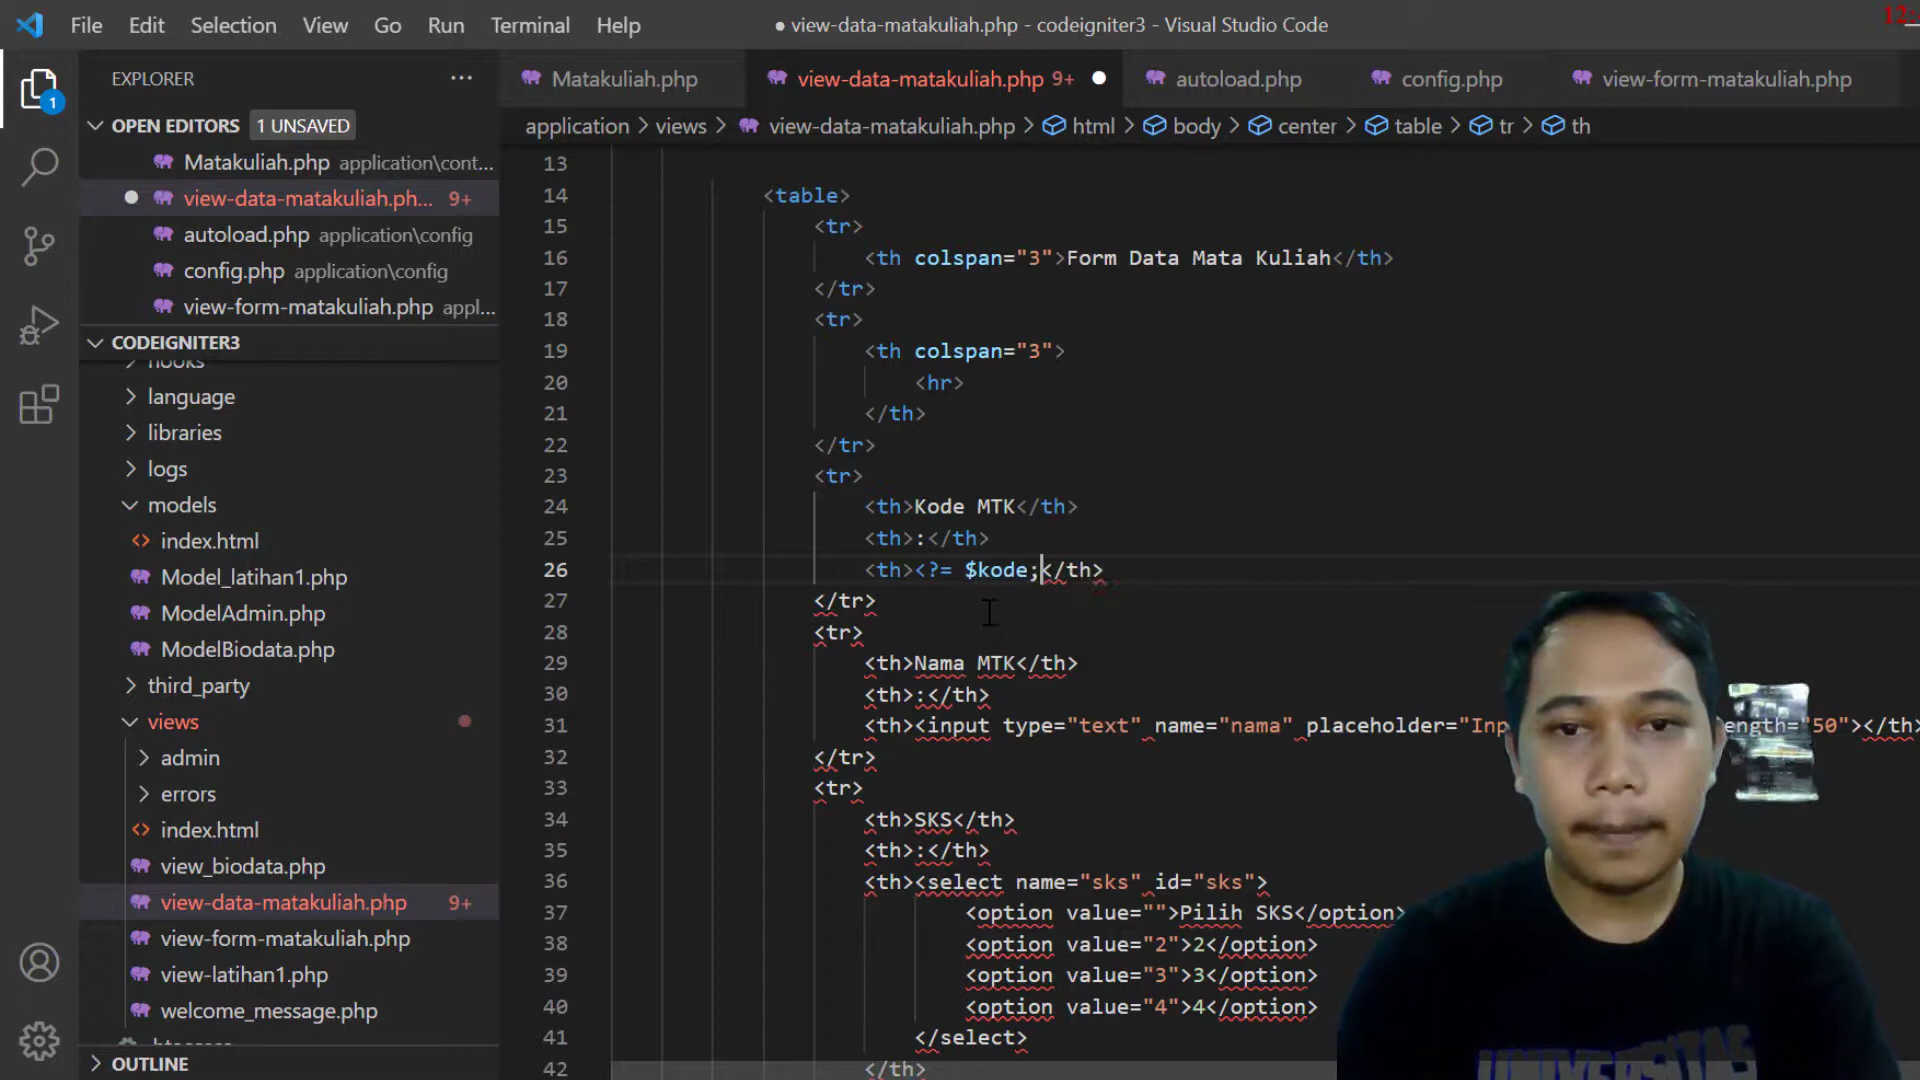 File Edit Selection View Go Run Terminal Help
● view-data-matakuliah.php - codeigniter3 - Visual Studio Code
12:
EXPLORER
Matakuliah.php view-data-matakuliah.php 9+ autoload.php config.php view-form-matakuliah.php
application > views > view-data-matakuliah.php > html > body > center > table > tr > th
1
OPEN EDITORS 1 UNSAVED
Matakuliah.php application\cont...
view-data-matakuliah.ph... 9+
autoload.php application\config
config.php application\config
view-form-matakuliah.php appl...
CODEIGNITER3
hooks
language
libraries
logs
models
index.html
Model_latihan1.php
ModelAdmin.php
ModelBiodata.php
third_party
views
admin
errors
index.html
view_biodata.php
view-data-matakuliah.php 9+
view-form-matakuliah.php
view-latihan1.php
welcome_message.php
OUTLINE
13
14 <table>
15 <tr>
16 <th colspan="3">Form Data Mata Kuliah</th>
17 </tr>
18 <tr>
19 <th colspan="3">
20 <hr>
21 </th>
22 </tr>
23 <tr>
24 <th>Kode MTK</th>
25 <th>:</th>
26 <th><?= $kode;</th>
27 </tr>
28 <tr>
29 <th>Nama MTK</th>
30 <th>:</th>
31 <th><input type="text" name="nama" placeholder="Inp ength="50"></th>
32 </tr>
33 <tr>
34 <th>SKS</th>
35 <th>:</th>
36 <th><select name="sks" id="sks">
37 <option value="">Pilih SKS</option>
38 <option value="2">2</option>
39 <option value="3">3</option>
40 <option value="4">4</option>
41 </select>
42 </th>
UNIVERSITAS